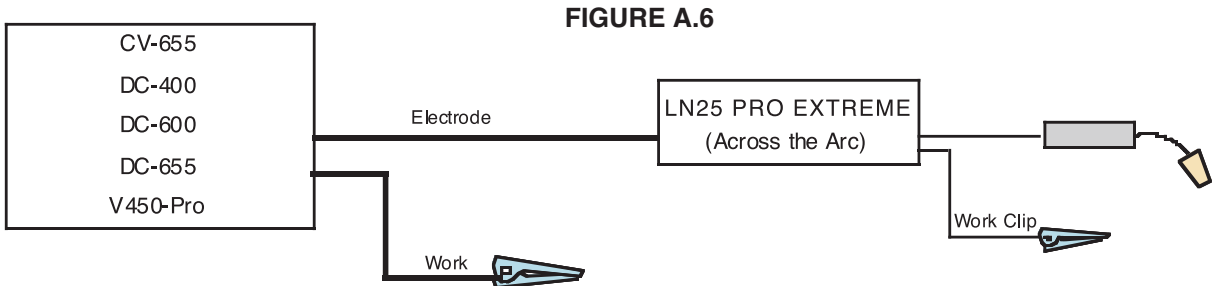 FIGURE A.6
CV-655
DC-400
DC-600
DC-655
V450-Pro
Electrode
Work
LN25 PRO EXTREME
(Across the Arc)
Work Clip